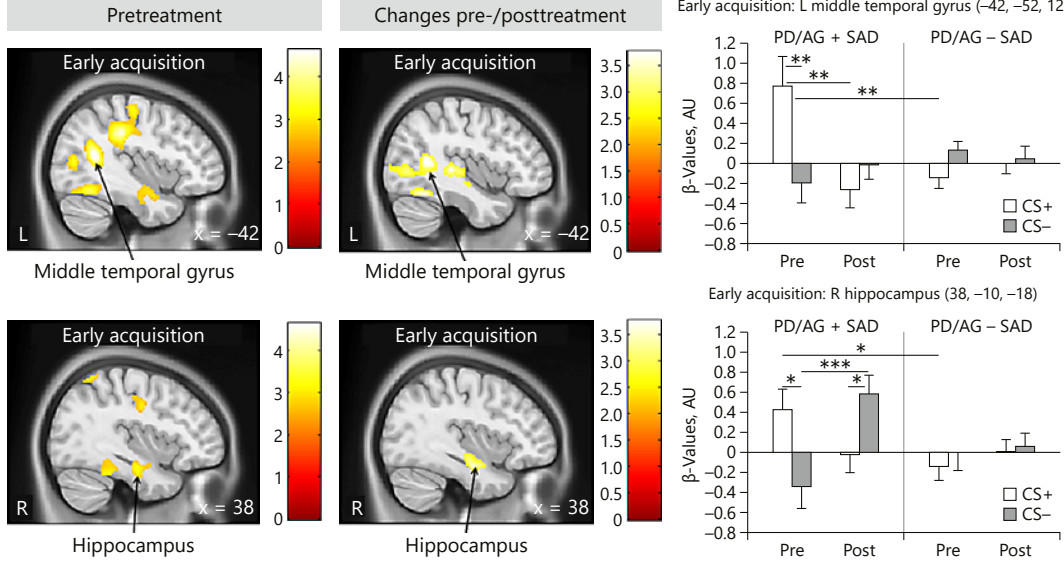 Pretreatment
Changes pre-/posttreatment
Early acquisition
L
x = –42
4
3
2
1
0
Middle temporal gyrus
Early acquisition
L
x = –42
3.5
3.0
2.5
2.0
1.5
1.0
0.5
0
Middle temporal gyrus
Early acquisition: L middle temporal gyrus (–42, –52, 12
PD/AG + SAD
PD/AG – SAD
β-Values, AU
1.2
1.0
0.8
0.6
0.4
0.2
0
–0.2
–0.4
–0.6
–0.8
**
**
**
CS+
CS–
Pre
Post
Pre
Post
Early acquisition
R
x = 38
4
3
2
1
0
Hippocampus
Early acquisition
R
x = 38
3.5
3.0
2.5
2.0
1.5
1.0
0.5
0
Hippocampus
Early acquisition: R hippocampus (38, –10, –18)
PD/AG + SAD
PD/AG – SAD
β-Values, AU
1.2
1.0
0.8
0.6
0.4
0.2
0
–0.2
–0.4
–0.6
–0.8
*
***
*
*
CS+
CS–
Pre
Post
Pre
Post